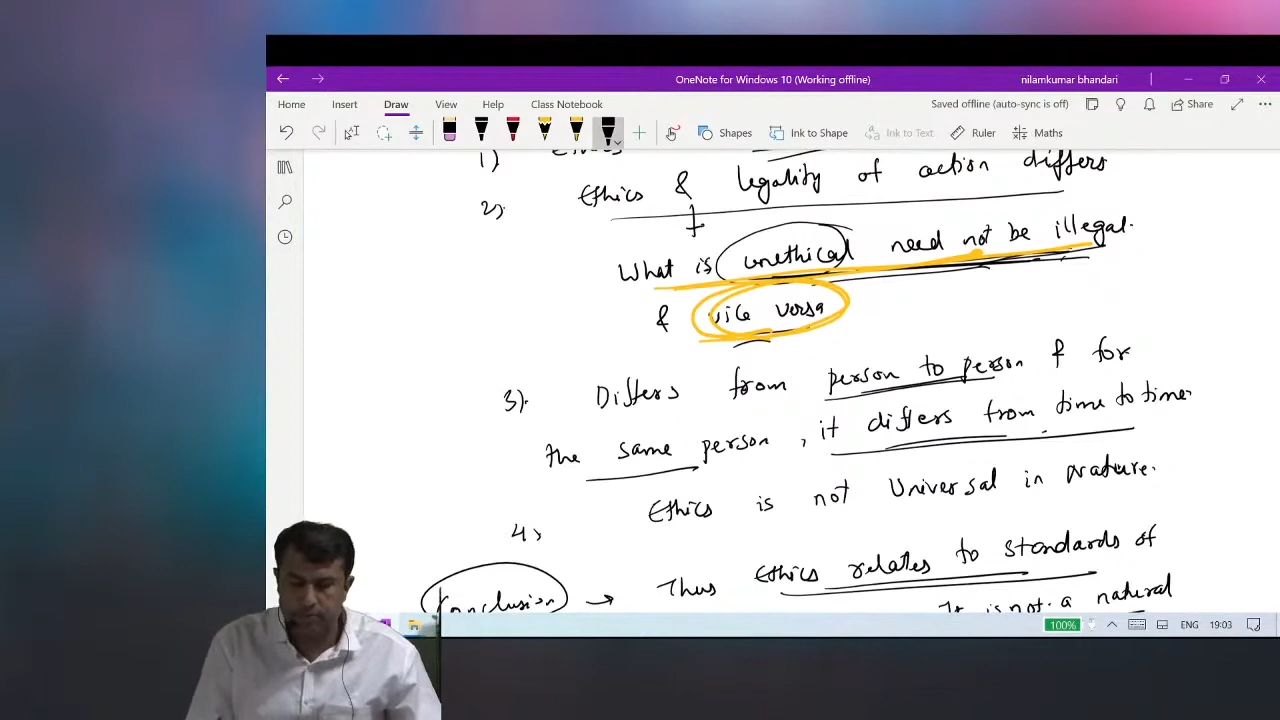 OneNote for Windows 10 (Working offline)
nilamkumar bhandari
Home Insert Draw View Help Class Notebook
Saved offline (auto-sync is off)
Share
Shapes Ink to Shape Ink to Text Ruler Maths
1) Ethics
2) Ethics & legality of action differs
What is unethical need not be illegal.
& vice versa
3). Differs from person to person & for
the same person, it differs from time to time.
4) Ethics is not Universal in nature.
Conclusion → Thus Ethics relates to standards of
It is not a natural
100% ENG 19:03